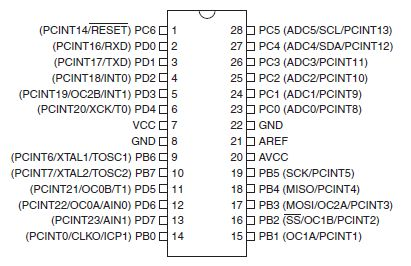 (PCINT14/RESET) PC6 1 28 PC5 (ADC5/SCL/PCINT13)
(PCINT16/RXD) PD0 2 27 PC4 (ADC4/SDA/PCINT12)
(PCINT17/TXD) PD1 3 26 PC3 (ADC3/PCINT11)
(PCINT18/INT0) PD2 4 25 PC2 (ADC2/PCINT10)
(PCINT19/OC2B/INT1) PD3 5 24 PC1 (ADC1/PCINT9)
(PCINT20/XCK/T0) PD4 6 23 PC0 (ADC0/PCINT8)
VCC 7 22 GND
GND 8 21 AREF
(PCINT6/XTAL1/TOSC1) PB6 9 20 AVCC
(PCINT7/XTAL2/TOSC2) PB7 10 19 PB5 (SCK/PCINT5)
(PCINT21/OC0B/T1) PD5 11 18 PB4 (MISO/PCINT4)
(PCINT22/OC0A/AIN0) PD6 12 17 PB3 (MOSI/OC2A/PCINT3)
(PCINT23/AIN1) PD7 13 16 PB2 (SS/OC1B/PCINT2)
(PCINT0/CLKO/ICP1) PB0 14 15 PB1 (OC1A/PCINT1)